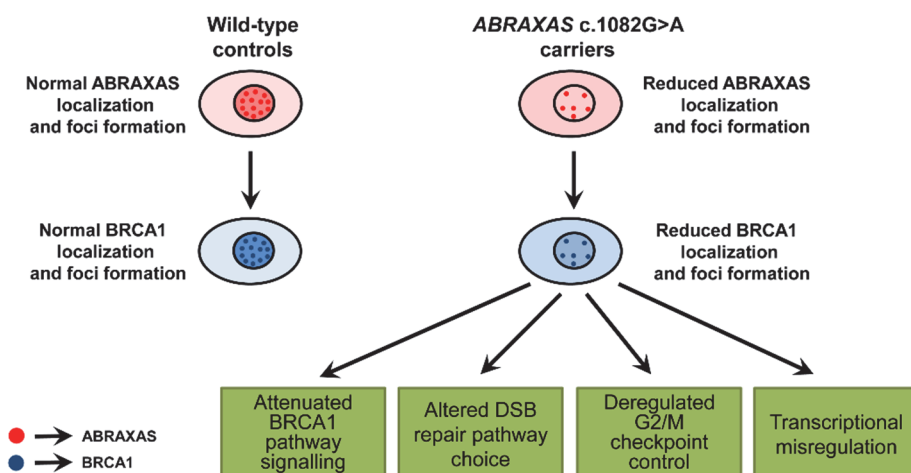 Wild-type
controls
ABRAXAS c.1082G>A
carriers
Normal ABRAXAS
localization
and foci formation
Reduced ABRAXAS
localization
and foci formation
Normal BRCA1
localization
and foci formation
Reduced BRCA1
localization
and foci formation
Attenuated
BRCA1
pathway
signalling
Altered DSB
repair pathway
choice
Deregulated
G2/M
checkpoint
control
Transcriptional
misregulation
ABRAXAS
BRCA1